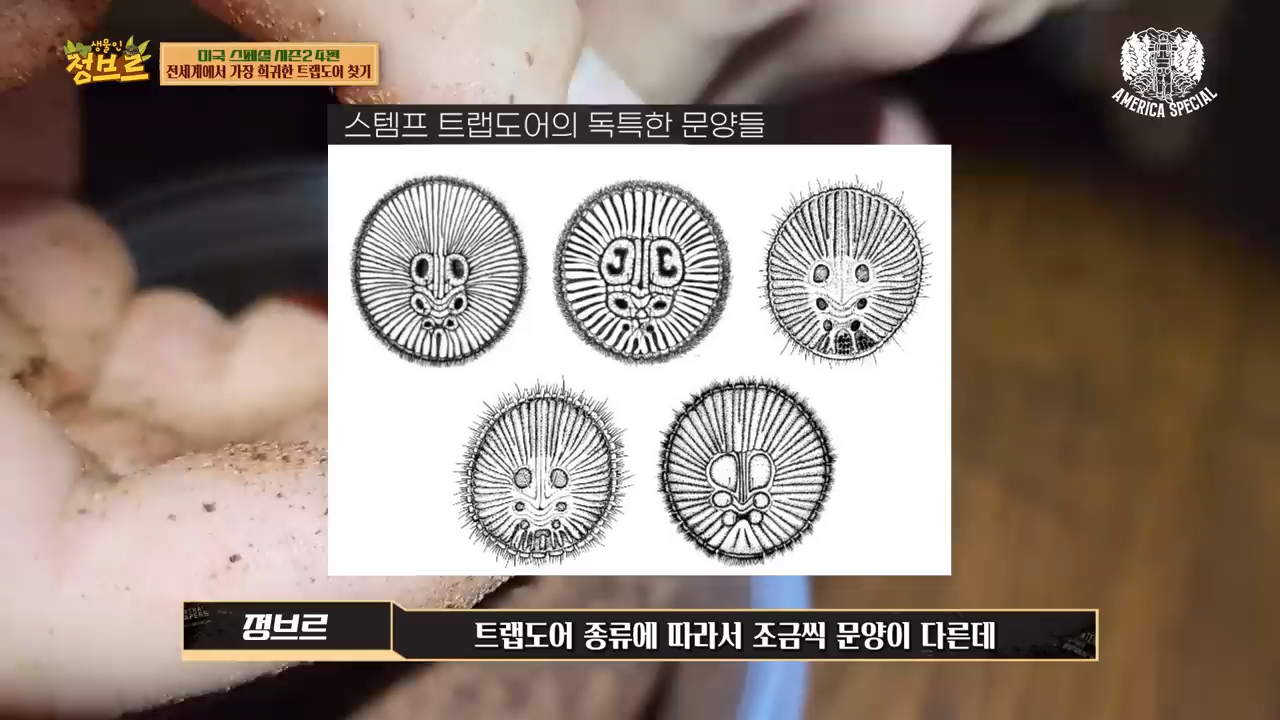 생물인
정브르
미국 스페셜 시즌2 4편
전세계에서 가장 희귀한 트랩도어 찾기
AMERICA SPECIAL
스템프 트랩도어의 독특한 문양들
정브르
트랩도어 종류에 따라서 조금씩 문양이 다른데